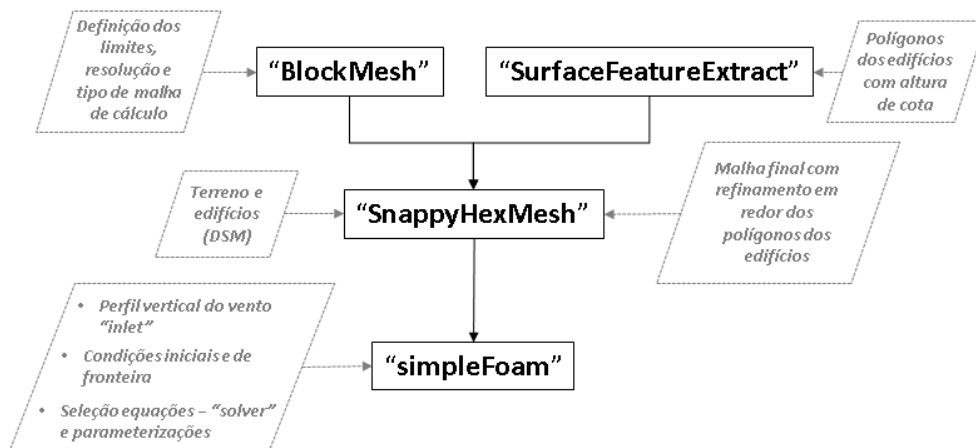 Definição dos
limites,
resolução e
tipo de malha
de cálculo
“BlockMesh”
“SurfaceFeatureExtract”
Polígonos
dos edifícios
com altura
de cota
Terreno e
edifícios
(DSM)
“SnappyHexMesh”
Malha final com
refinamento em
redor dos
polígonos dos
edifícios
• Perfil vertical do vento
“inlet”
• Condições iniciais e de
fronteira
• Seleção equações – “solver”
e parameterizações
“simpleFoam”